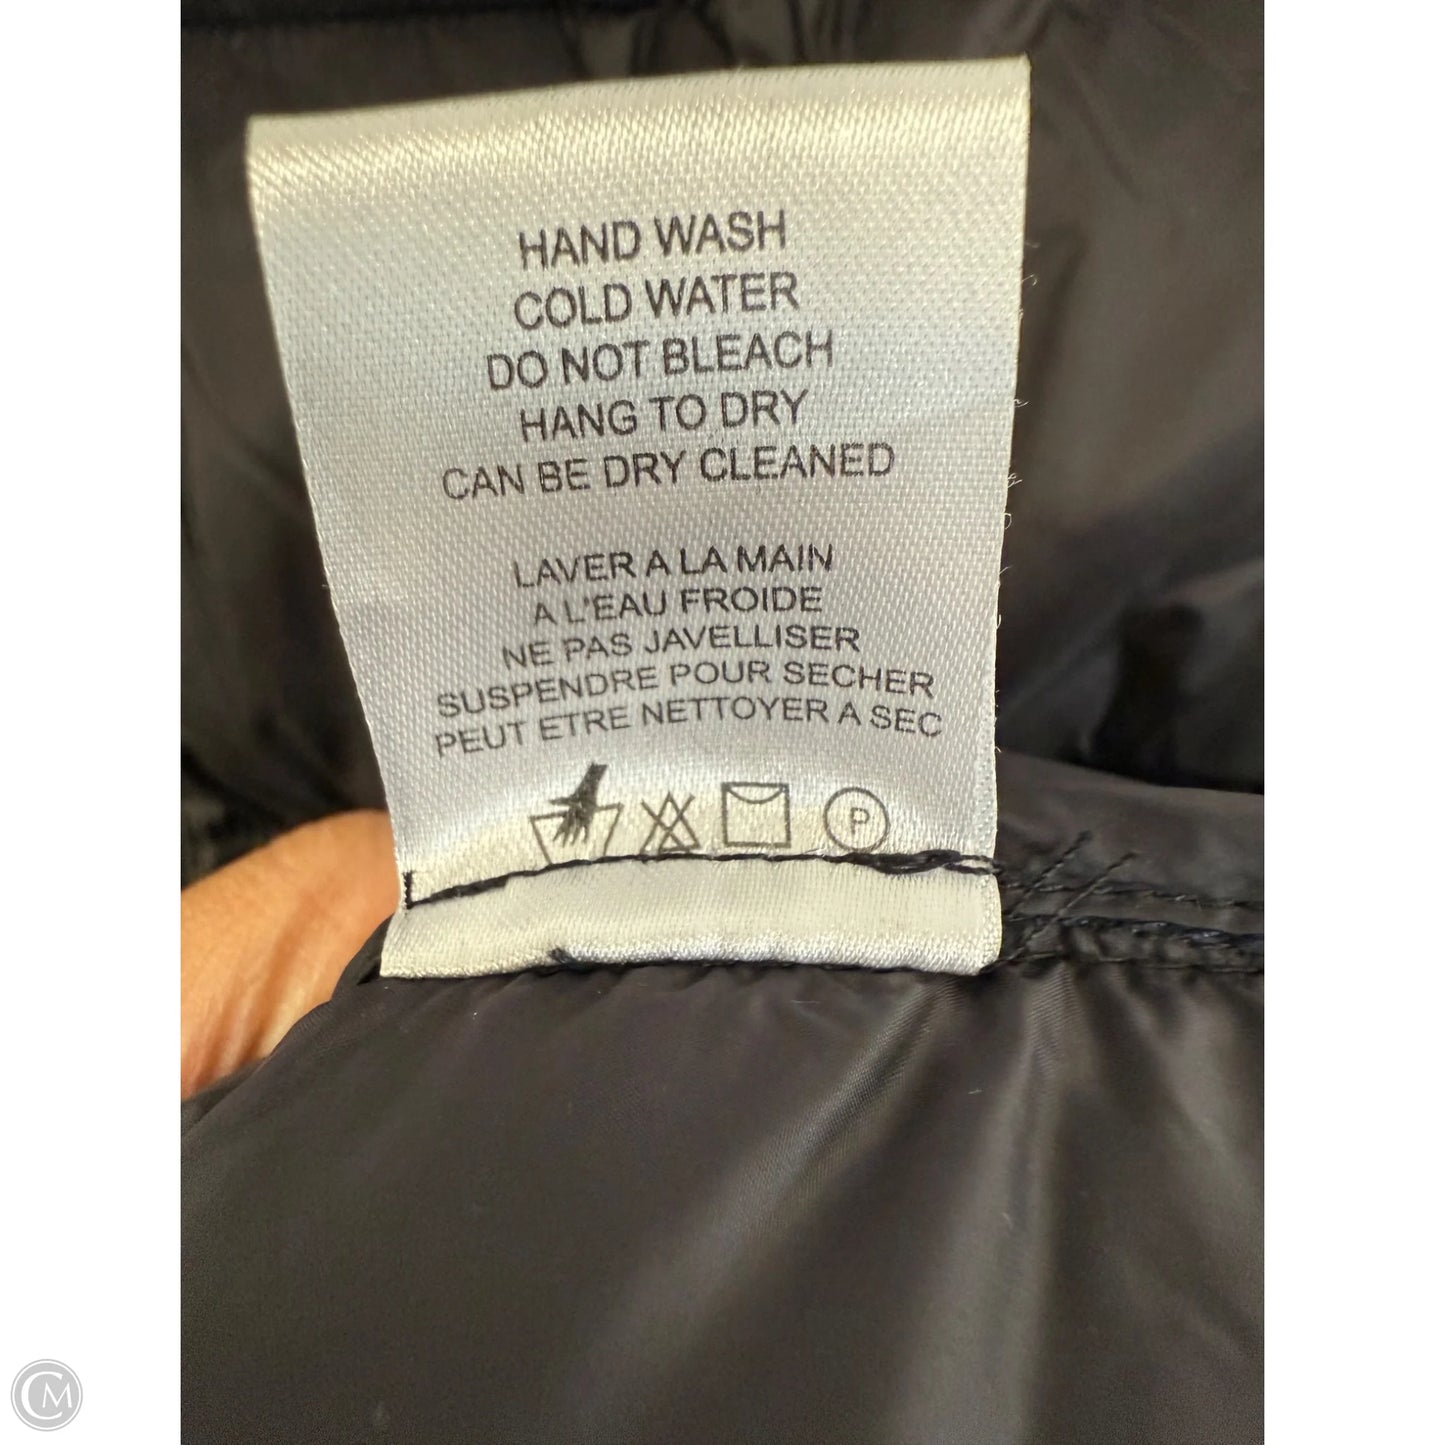 HAND WASH
COLD WATER
DO NOT BLEACH
HANG TO DRY
CAN BE DRY CLEANED
LAVER A LA MAIN
A L'EAU FROIDE
NE PAS JAVELLISER
SUSPENDRE POUR SECHER
PEUT ETRE NETTOYER A SEC
P
CM